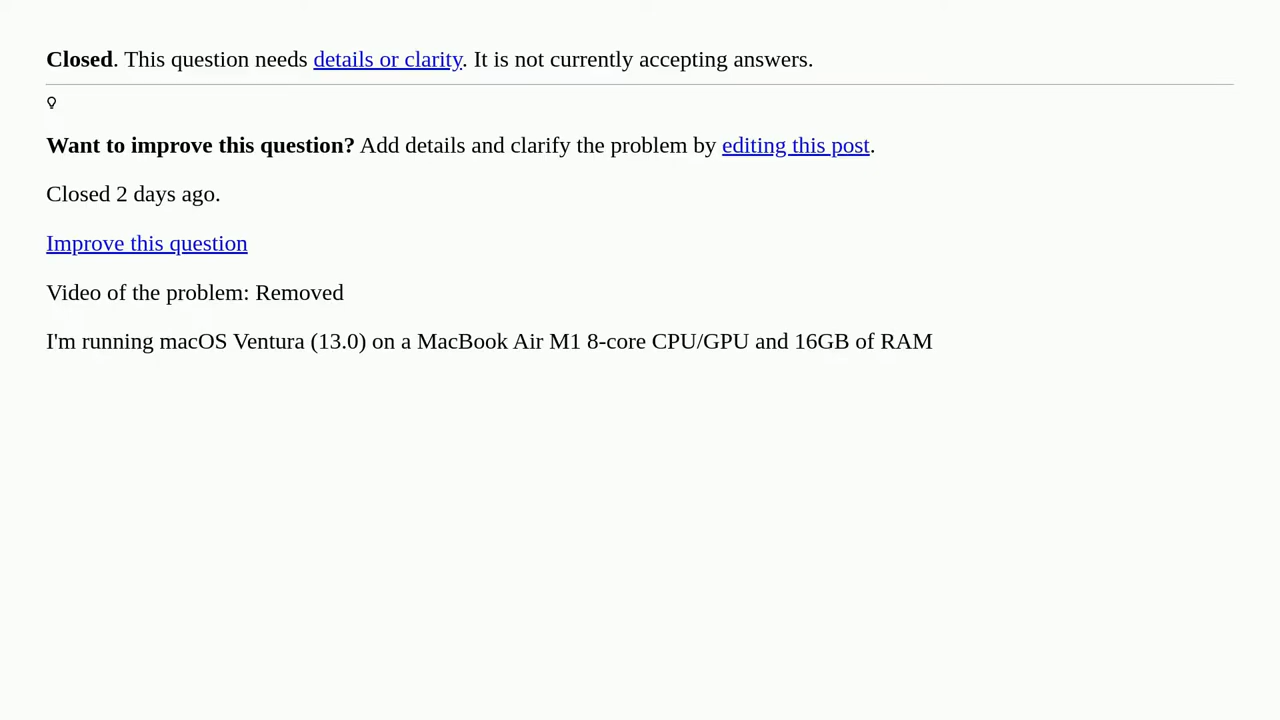 Closed. This question needs details or clarity. It is not currently accepting answers.
Want to improve this question? Add details and clarify the problem by editing this post.
Closed 2 days ago.
Improve this question
Video of the problem: Removed
I'm running macOS Ventura (13.0) on a MacBook Air M1 8-core CPU/GPU and 16GB of RAM